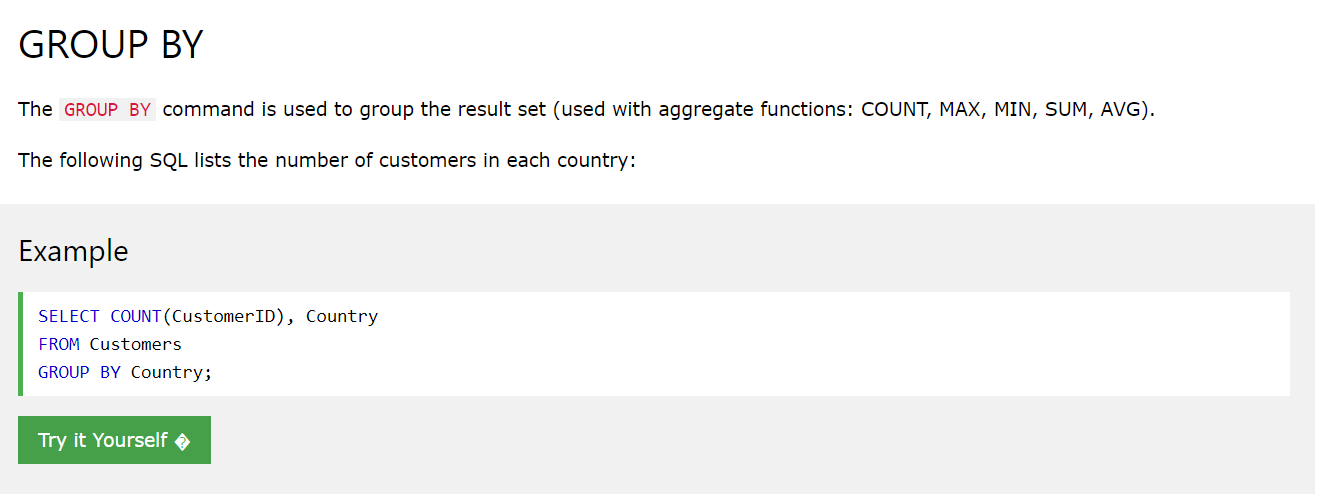 GROUP BY
The GROUP BY command is used to group the result set (used with aggregate functions: COUNT, MAX, MIN, SUM, AVG).
The following SQL lists the number of customers in each country:
Example
SELECT COUNT(CustomerID), Country
FROM Customers
GROUP BY Country;
Try it Yourself �